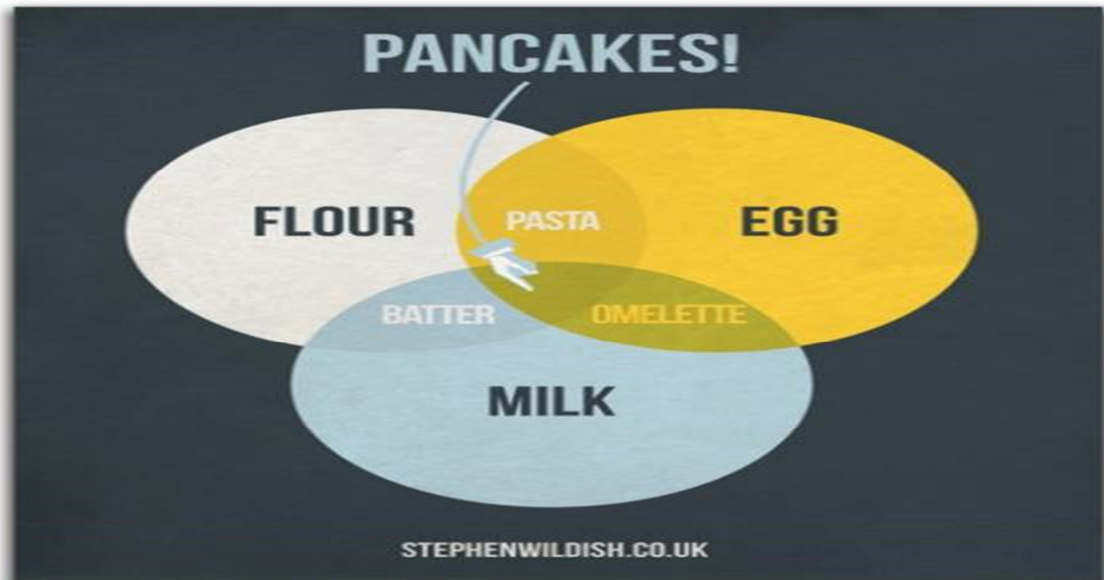 PANCAKES!
FLOUR
PASTA
EGG
BATTER
OMELETTE
MILK
STEPHENWILDISH.CO.UK